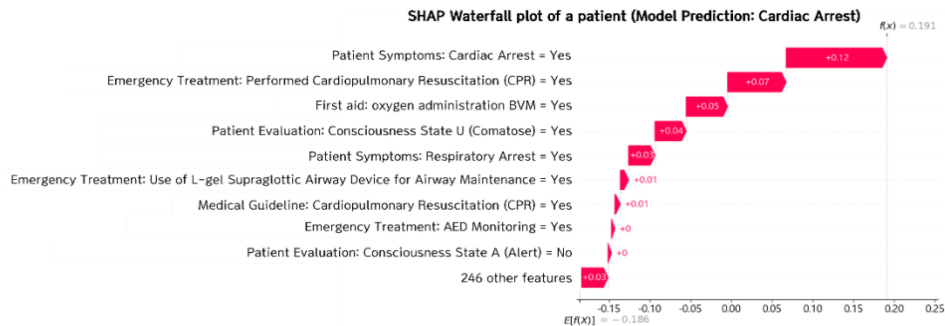 SHAP Waterfall plot of a patient (Model Prediction: Cardiac Arrest)
f(x) = 0.191
Patient Symptoms: Cardiac Arrest = Yes
+0.12
Emergency Treatment: Performed Cardiopulmonary Resuscitation (CPR) = Yes
+0.07
First aid: oxygen administration BVM = Yes
+0.05
Patient Evaluation: Consciousness State U (Comatose) = Yes
+0.04
Patient Symptoms: Respiratory Arrest = Yes
+0.03
Emergency Treatment: Use of L-gel Supraglottic Airway Device for Airway Maintenance = Yes
+0.01
Medical Guideline: Cardiopulmonary Resuscitation (CPR) = Yes
+0.01
Emergency Treatment: AED Monitoring = Yes
+0
Patient Evaluation: Consciousness State A (Alert) = No
+0
246 other features
+0.03
-0.15 -0.10 -0.05 0.00 0.05 0.10 0.15 0.20 0.25
E[f(X)] = −0.186